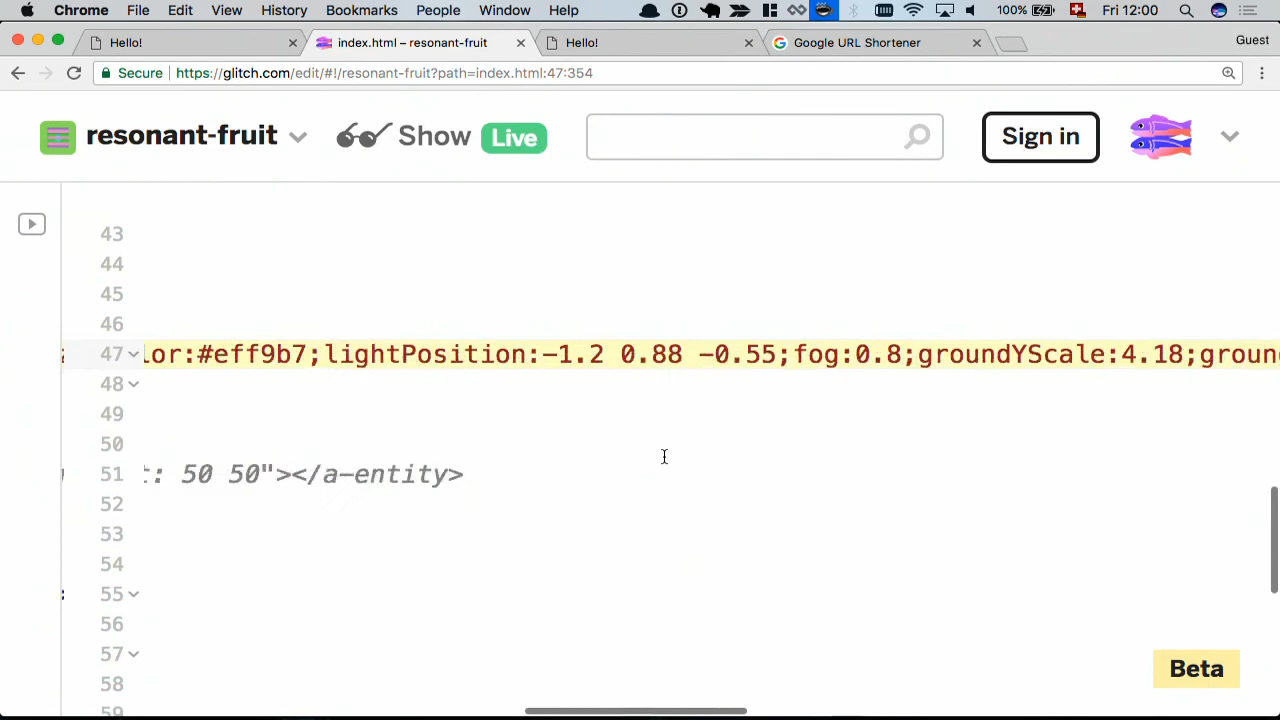 Chrome File Edit View History Bookmarks People Window Help 100% Fri 12:00
Hello! index.html – resonant-fruit Hello! Google URL Shortener Guest
Secure https://glitch.com/edit/#!/resonant-fruit?path=index.html:47:354
resonant-fruit Show Live Sign in
43
44
45
46
47 lor:#eff9b7;lightPosition:-1.2 0.88 -0.55;fog:0.8;groundYScale:4.18;groun
48
49
50
51 t: 50 50"></a-entity>
52
53
54
55
56
57
58
59
Beta